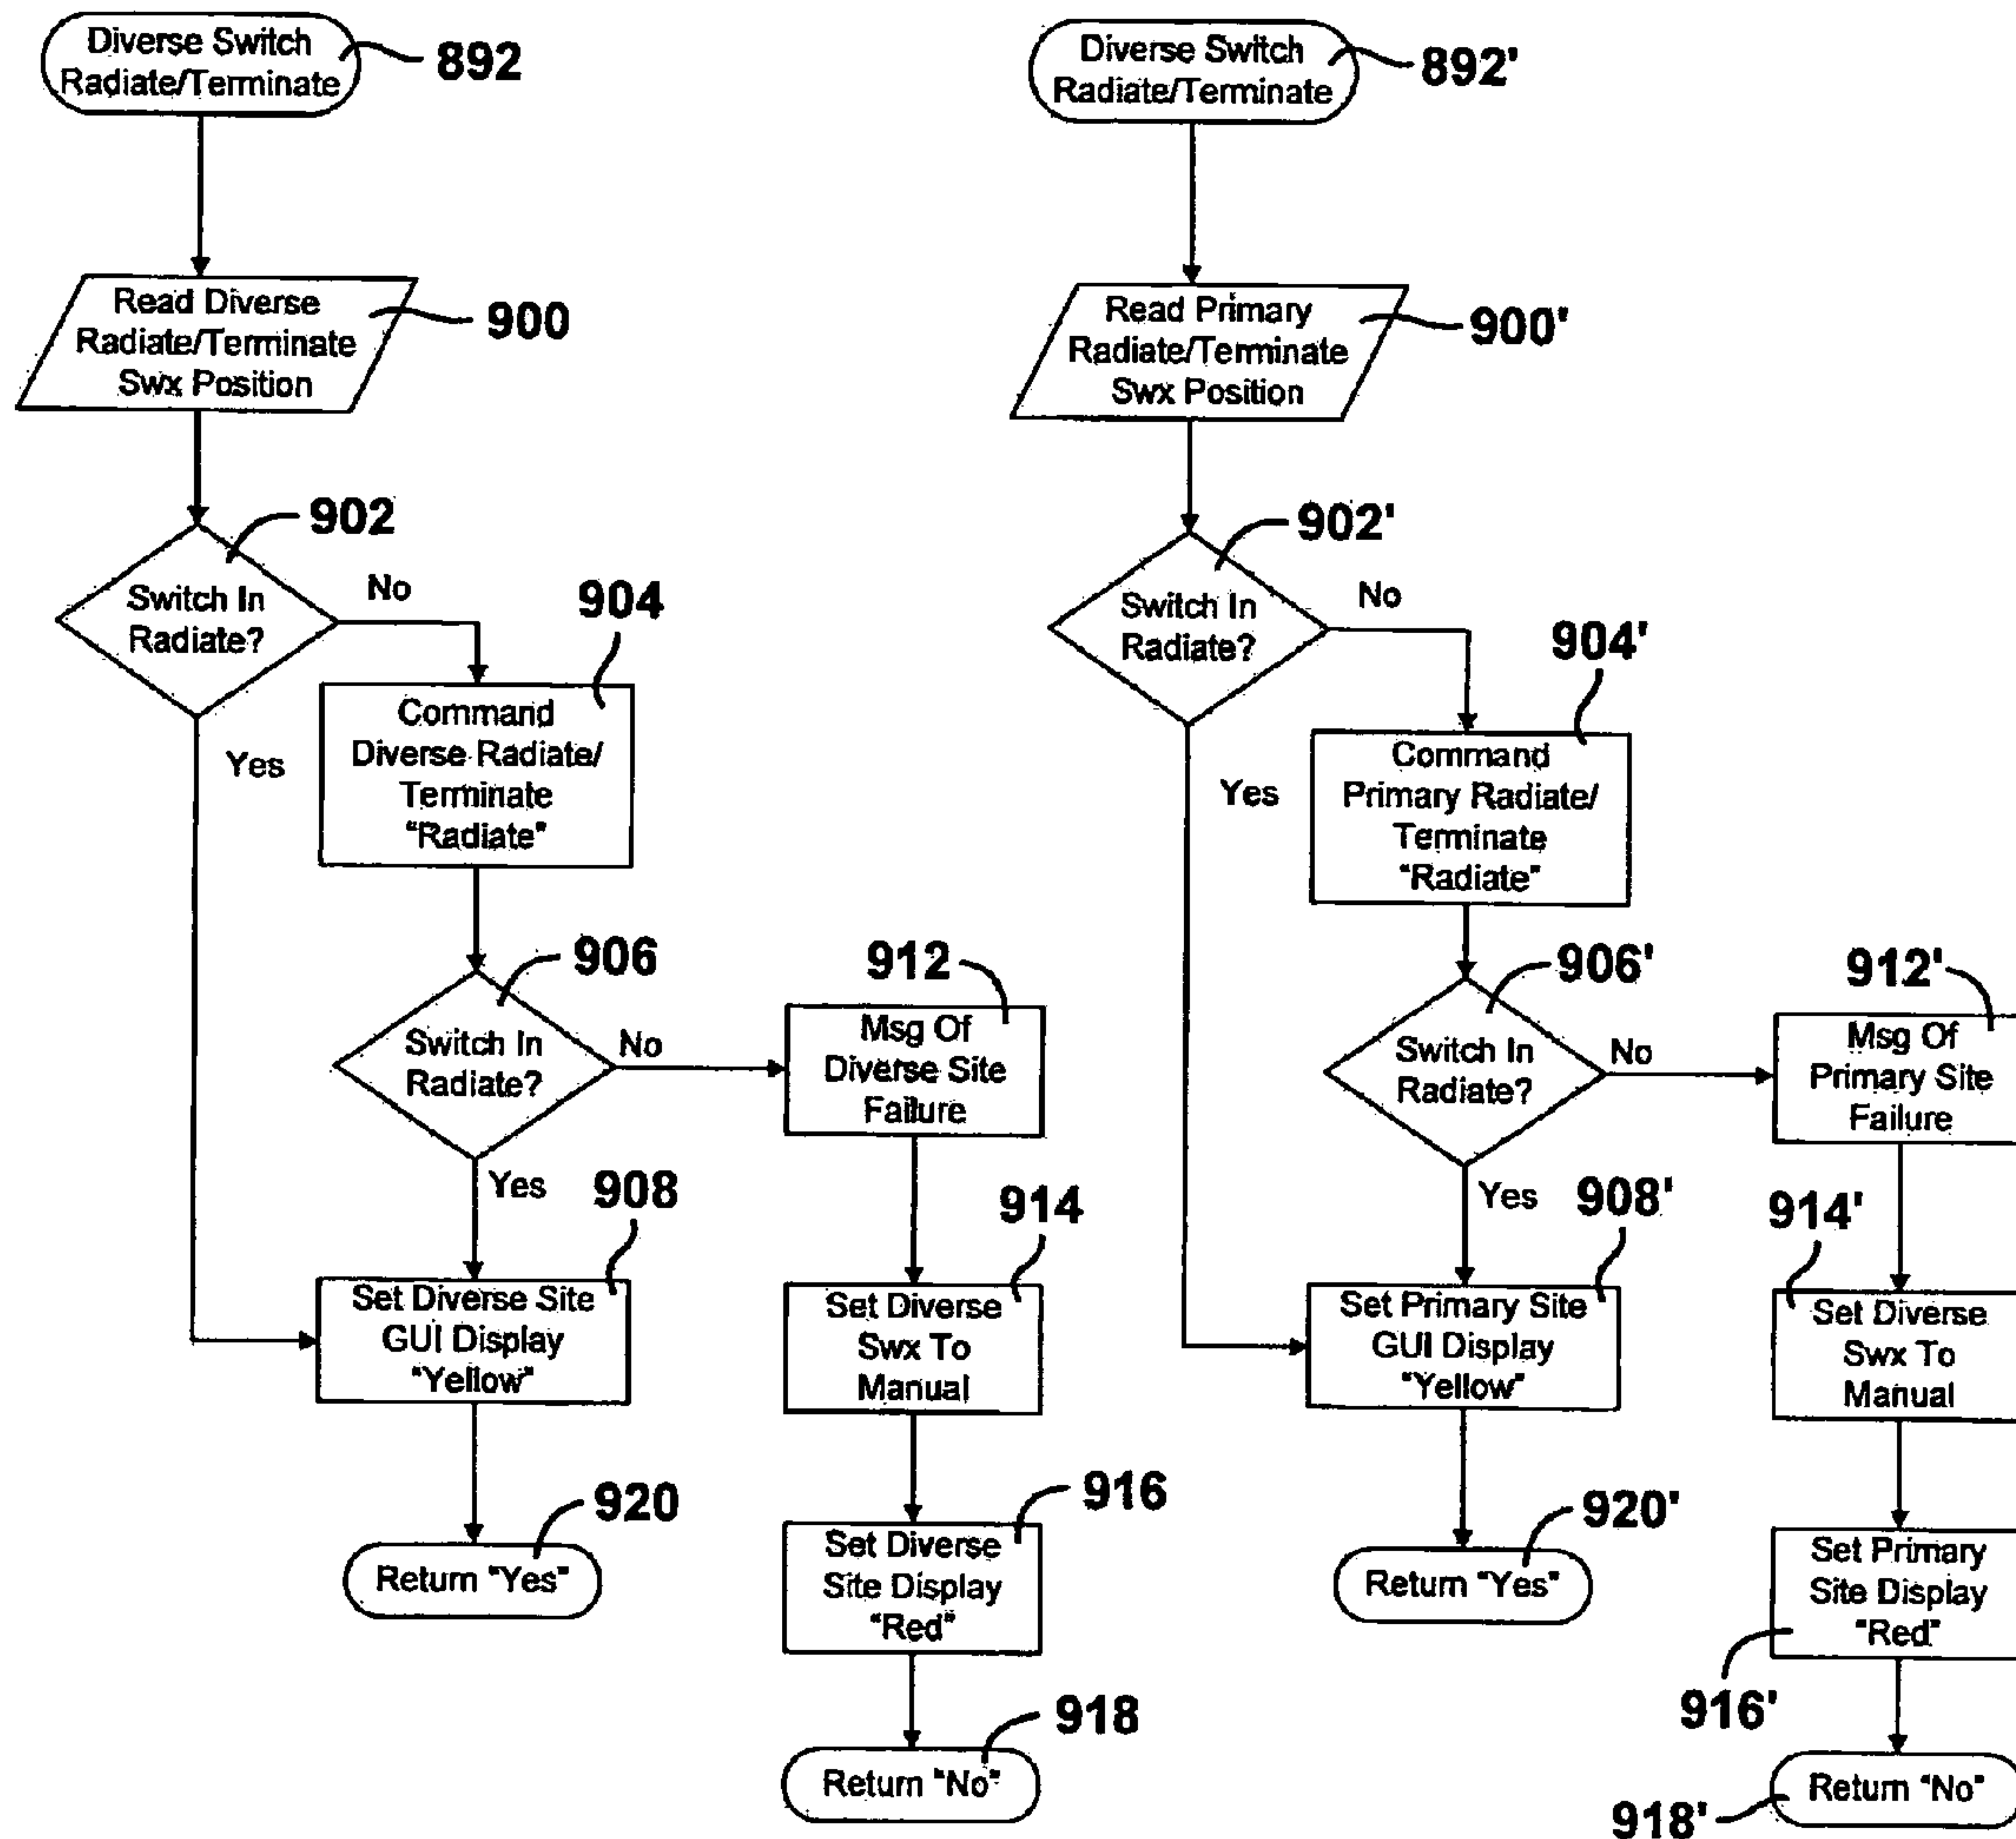 Diverse Switch
Radiate/Terminate
892
Read Diverse
Radiate/Terminate
Swx Position
900
902
Switch In
Radiate?
No
Yes
904
Command
Diverse Radiate/
Terminate
"Radiate"
906
Switch In
Radiate?
No
Yes
912
Msg Of
Diverse Site
Failure
908
Set Diverse Site
GUI Display
"Yellow"
914
Set Diverse
Swx To
Manual
920
Return "Yes"
916
Set Diverse
Site Display
"Red"
918
Return "No"
Diverse Switch
Radiate/Terminate
892'
Read Primary
Radiate/Terminate
Swx Position
900'
902'
Switch In
Radiate?
No
Yes
904'
Command
Primary Radiate/
Terminate
"Radiate"
906'
Switch In
Radiate?
No
Yes
912'
Msg Of
Primary Site
Failure
908'
Set Primary Site
GUI Display
"Yellow"
914'
Set Diverse
Swx To
Manual
920'
Return "Yes"
Set Primary
Site Display
"Red"
916'
Return "No"
918'